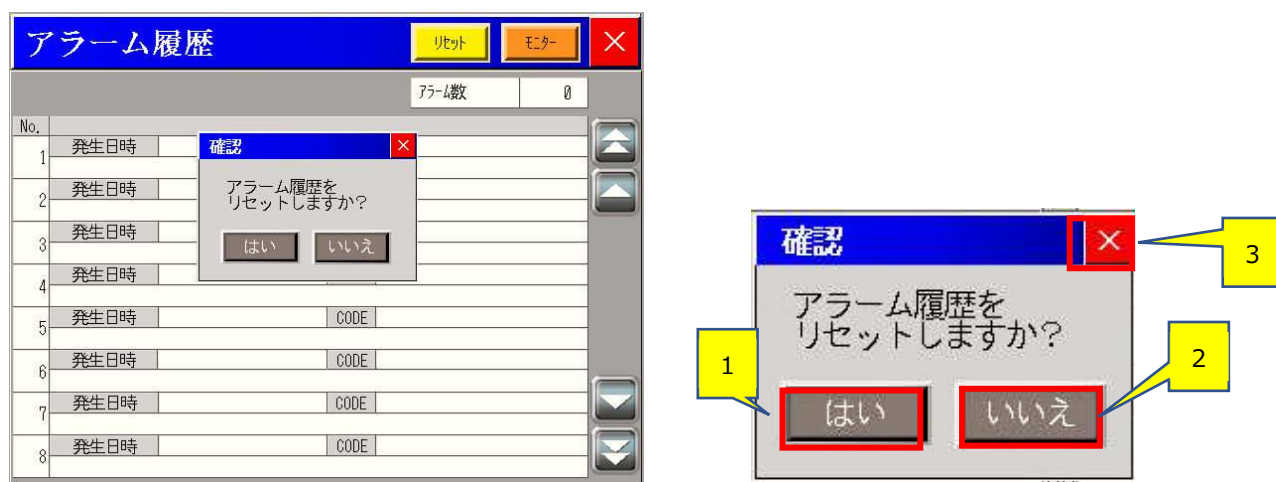 アラーム履歴
リセット
モニター
×
アラーム数 0
No.
1 発生日時
2 発生日時
3 発生日時
4 発生日時
5 発生日時 CODE
6 発生日時 CODE
7 発生日時 CODE
8 発生日時 CODE
確認 ×
アラーム履歴を
リセットしますか?
はい いいえ
確認 ×
アラーム履歴を
リセットしますか?
はい いいえ
1
2
3